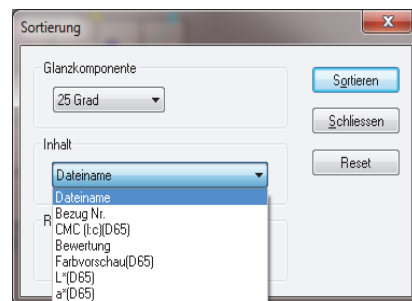 Sortierung
Glanzkomponente
25 Grad
Sortieren
Schliessen
Inhalt
Reset
Dateiname
Dateiname
Bezug Nr.
CMC (l:c)(D65)
Bewertung
Farbvorschau(D65)
L*(D65)
a*(D65)
R